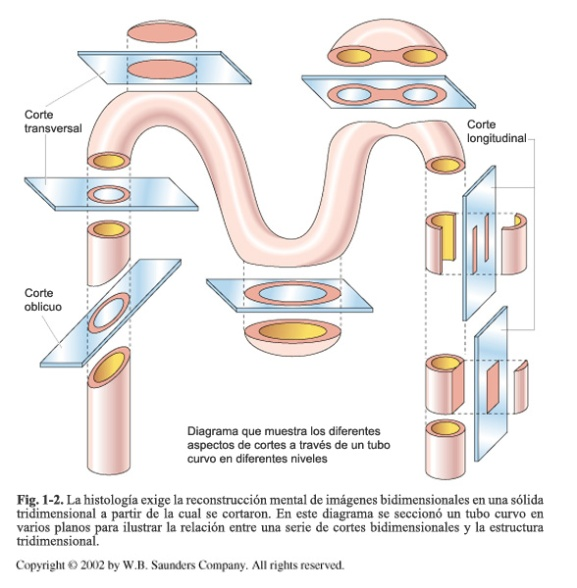 Corte
transversal
Corte
longitudinal
Corte
oblicuo
Diagrama que muestra los diferentes
aspectos de cortes a través de un tubo
curvo en diferentes niveles
Fig. 1-2. La histología exige la reconstrucción mental de imágenes bidimensionales en una sólida
tridimensional a partir de la cual se cortaron. En este diagrama se seccionó un tubo curvo en
varios planos para ilustrar la relación entre una serie de cortes bidimensionales y la estructura
tridimensional.
Copyright © 2002 by W.B. Saunders Company. All rights reserved.